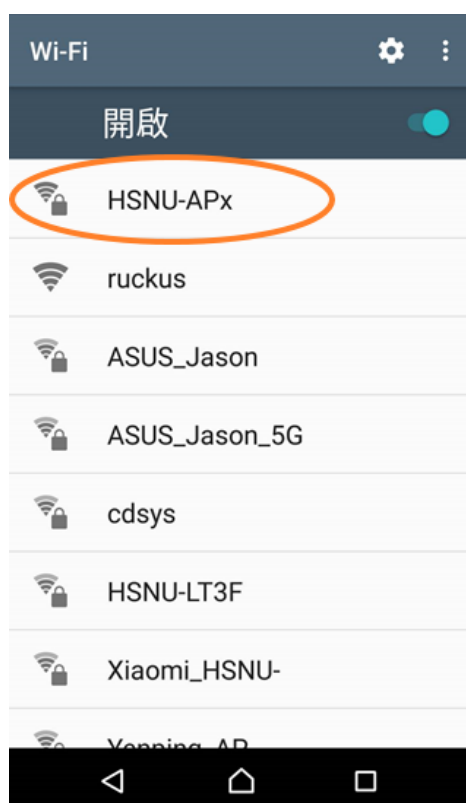 Wi-Fi
開啟
HSNU-APx
ruckus
ASUS_Jason
ASUS_Jason_5G
cdsys
HSNU-LT3F
Xiaomi_HSNU-